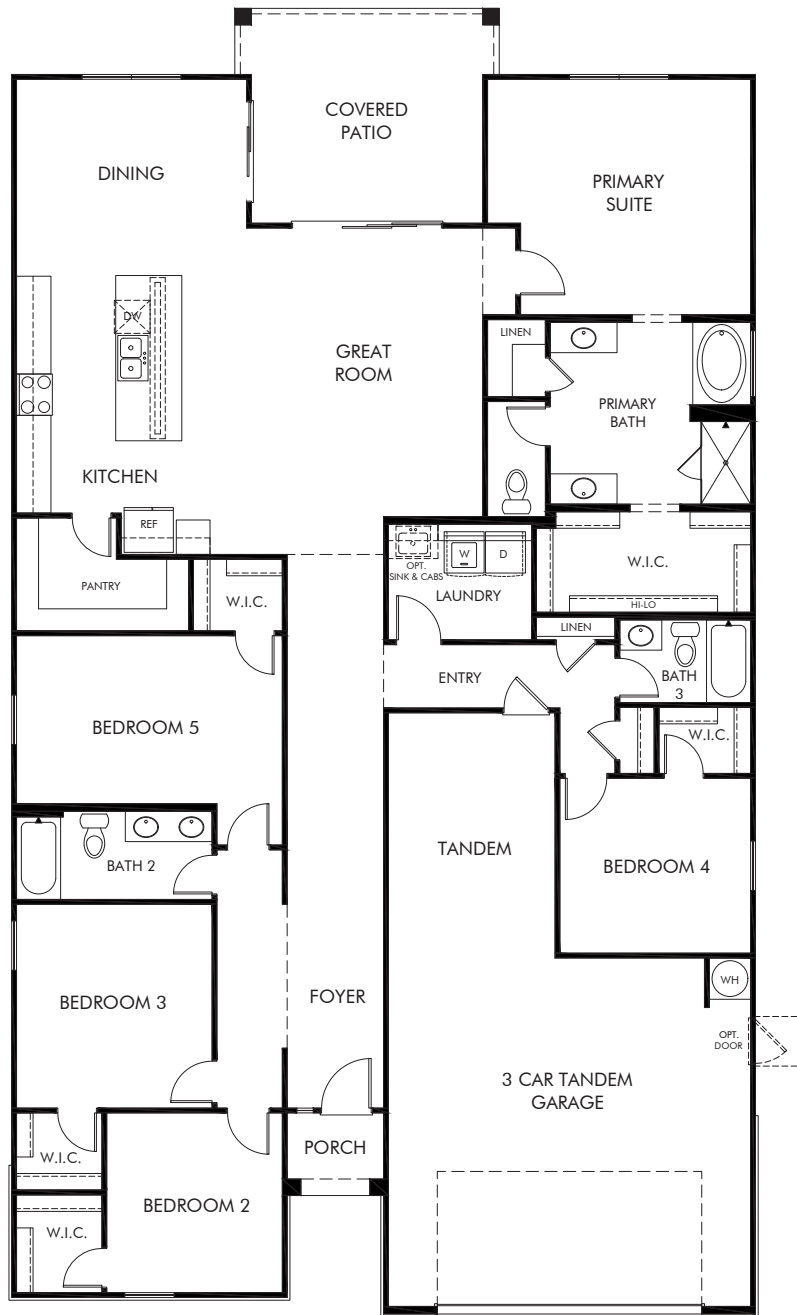 COVERED
PATIO
DINING
PRIMARY
SUITE
DW
LINEN
GREAT
ROOM
PRIMARY
BATH
KITCHEN
REF
W
D
OPT.
SINK & CABS
W.I.C.
PANTRY
W.I.C.
LAUNDRY
HI-LO
LINEN
ENTRY
BATH
3
BEDROOM 5
W.I.C.
TANDEM
BATH 2
BEDROOM 4
WH
BEDROOM 3
FOYER
OPT.
DOOR
3 CAR TANDEM
GARAGE
PORCH
W.I.C.
BEDROOM 2
W.I.C.